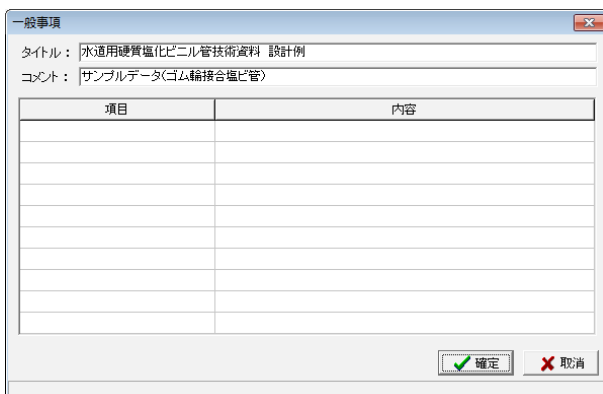 一般事項
タイトル： 水道用硬質塩化ビニル管技術資料 設計例
コメント： サンプルデータ(ゴム輪接合塩ビ管)
項目 内容
確定 取消